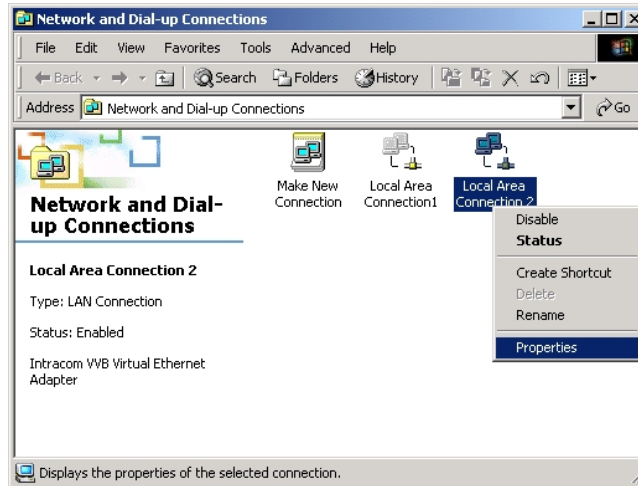 Network and Dial-up Connections
File Edit View Favorites Tools Advanced Help
Back Search Folders History
Address Network and Dial-up Connections Go
Make New
Connection
Local Area
Connection1
Local Area
Connection 2
Network and Dial-
up Connections
Local Area Connection 2
Type: LAN Connection
Status: Enabled
Intracom VVB Virtual Ethernet
Adapter
Disable
Status
Create Shortcut
Delete
Rename
Properties
Displays the properties of the selected connection.